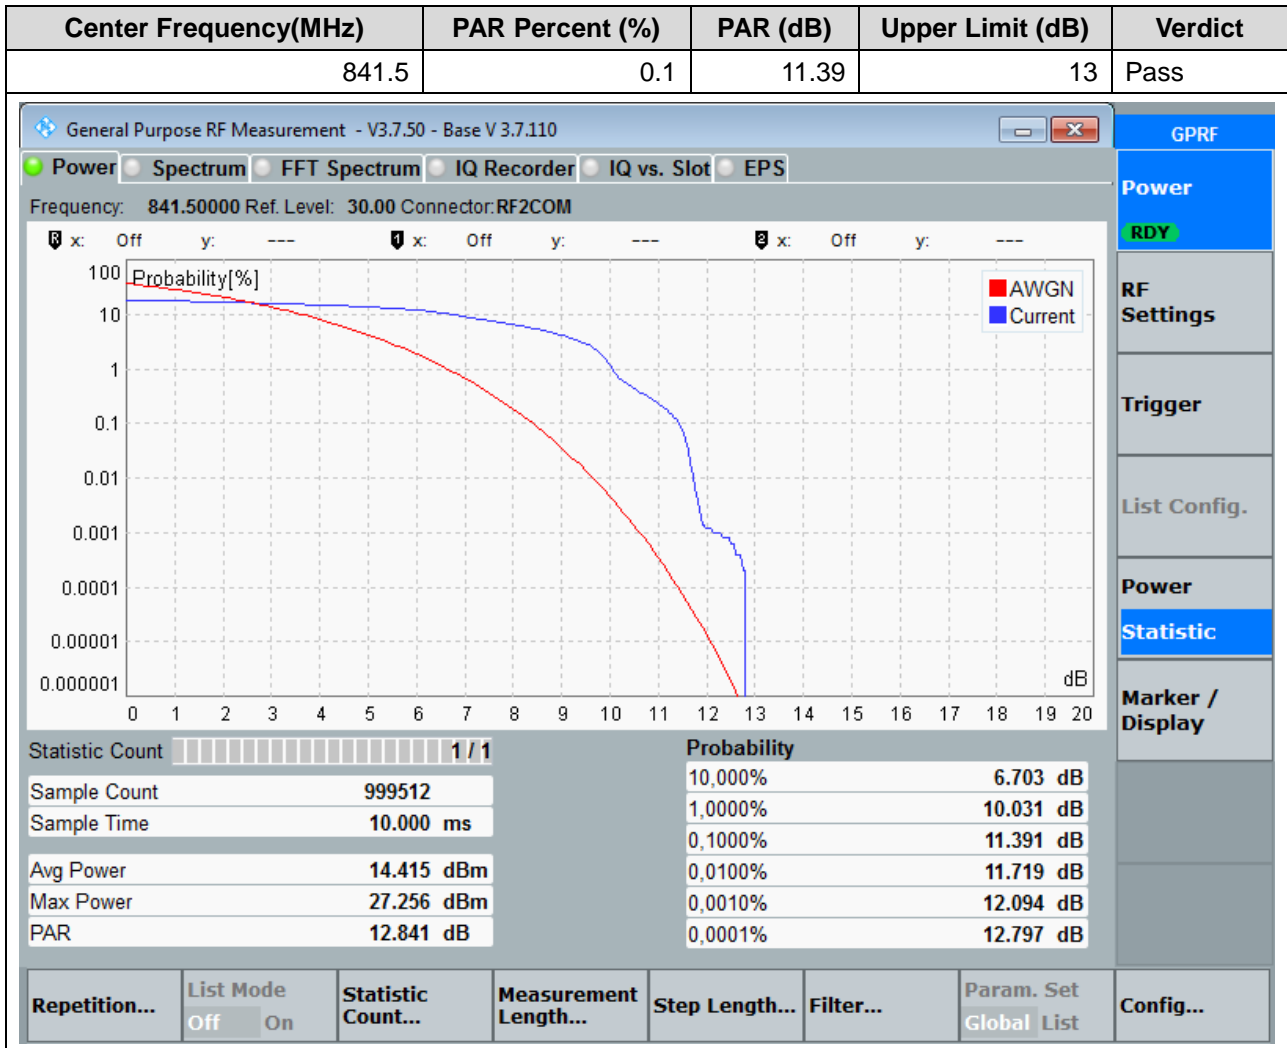 Center Frequency(MHz) PAR Percent (%) PAR (dB) Upper Limit (dB) Verdict
841.5 0.1 11.39 13 Pass
General Purpose RF Measurement - V3.7.50 - Base V 3.7.110
GPRF
Power Spectrum FFT Spectrum IQ Recorder IQ vs. Slot EPS
Frequency: 841.50000 Ref. Level: 30.00 Connector: RF2COM
R x: Off y: --- 1 x: Off y: --- 2 x: Off y: ---
Probability[%]
AWGN
Current
100
10
1
0.1
0.01
0.001
0.0001
0.00001
0.000001
dB
0 1 2 3 4 5 6 7 8 9 10 11 12 13 14 15 16 17 18 19 20
Power
RDY
RF
Settings
Trigger
List Config.
Power
Statistic
Marker /
Display
Statistic Count 1 / 1
Sample Count 999512
Sample Time 10.000 ms
Avg Power 14.415 dBm
Max Power 27.256 dBm
PAR 12.841 dB
Probability
10,000% 6.703 dB
1,0000% 10.031 dB
0,1000% 11.391 dB
0,0100% 11.719 dB
0,0010% 12.094 dB
0,0001% 12.797 dB
Repetition...
List Mode
Off On
Statistic
Count...
Measurement
Length...
Step Length...
Filter...
Param. Set
Global List
Config...